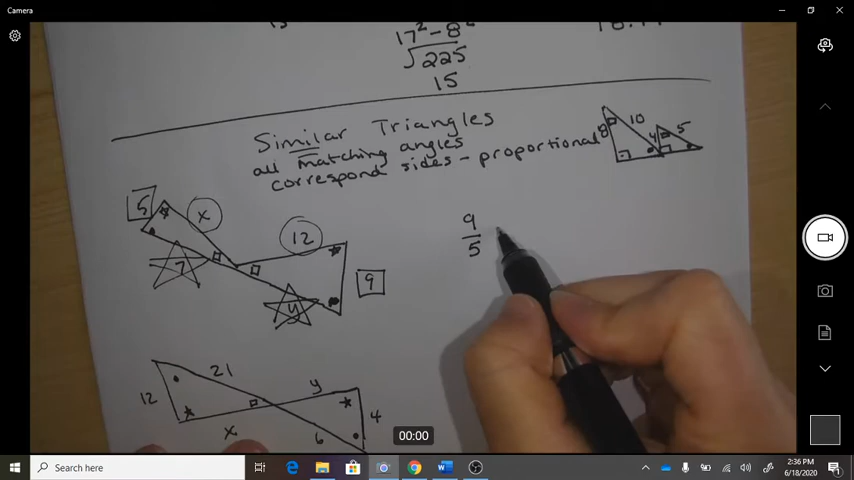 Camera
17² - 8²
√225
15
Similar Triangles
all matching angles
correspond sides - proportional
8
10
4
5
5
x
12
7
y
9
9
5
21
12
y
4
x
6
00:00
Search here
2:36 PM
6/18/2020